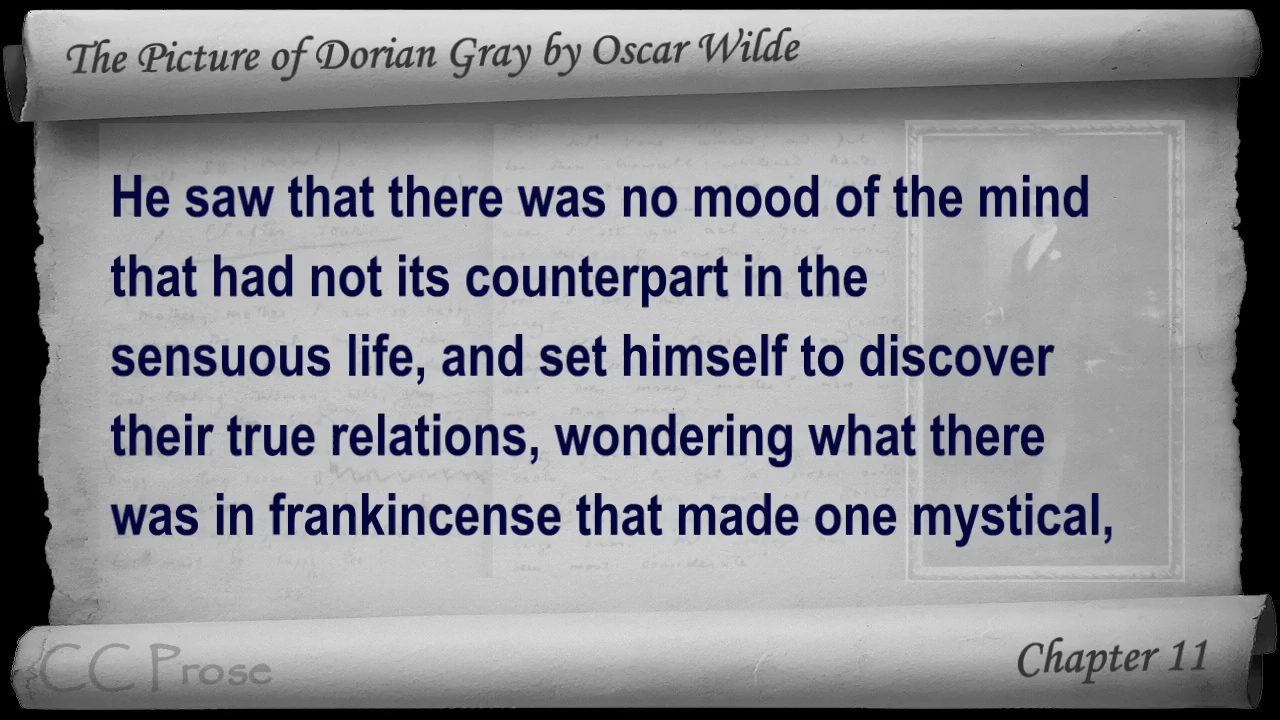 The Picture of Dorian Gray by Oscar Wilde
He saw that there was no mood of the mind
that had not its counterpart in the
sensuous life, and set himself to discover
their true relations, wondering what there
was in frankincense that made one mystical,
CC Prose
Chapter 11